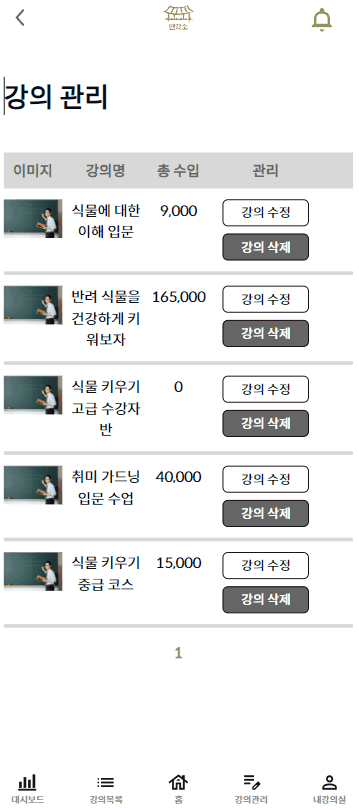 강의 관리
이미지 강의명 총 수입 관리
식물에 대한 9,000 강의 수정
이해 입문 강의 삭제
반려 식물을 165,000 강의 수정
건강하게 키 강의 삭제
워보자
식물 키우기 0 강의 수정
고급 수강자 강의 삭제
반
취미 가드닝 40,000 강의 수정
입문 수업 강의 삭제
식물 키우기 15,000 강의 수정
중급 코스 강의 삭제
1
대시보드 강의목록 홈 강의관리 내강의실